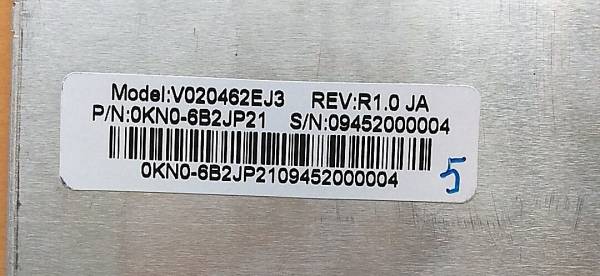 Model:V020462EJ3 REV:R1.0 JA
P/N:0KN0-6B2JP21 S/N:09452000004
0KN0-6B2JP2109452000004
5